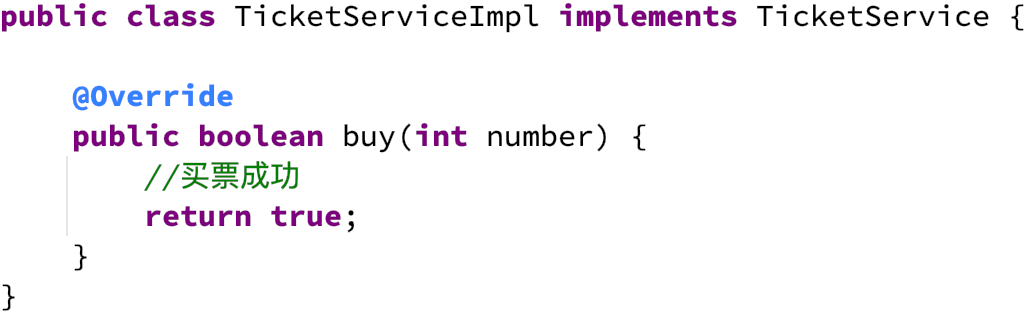 public class TicketServiceImpl implements TicketService {
@Override
public boolean buy(int number) {
//买票成功
return true;
}
}